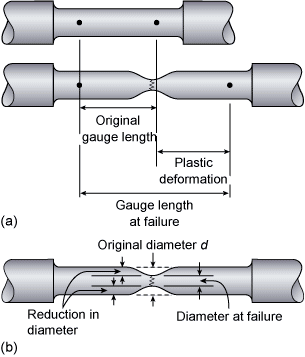 Original
gauge length
Plastic
deformation
Gauge length
at failure
(a)
Original diameter d
Reduction in
diameter
Diameter at failure
(b)